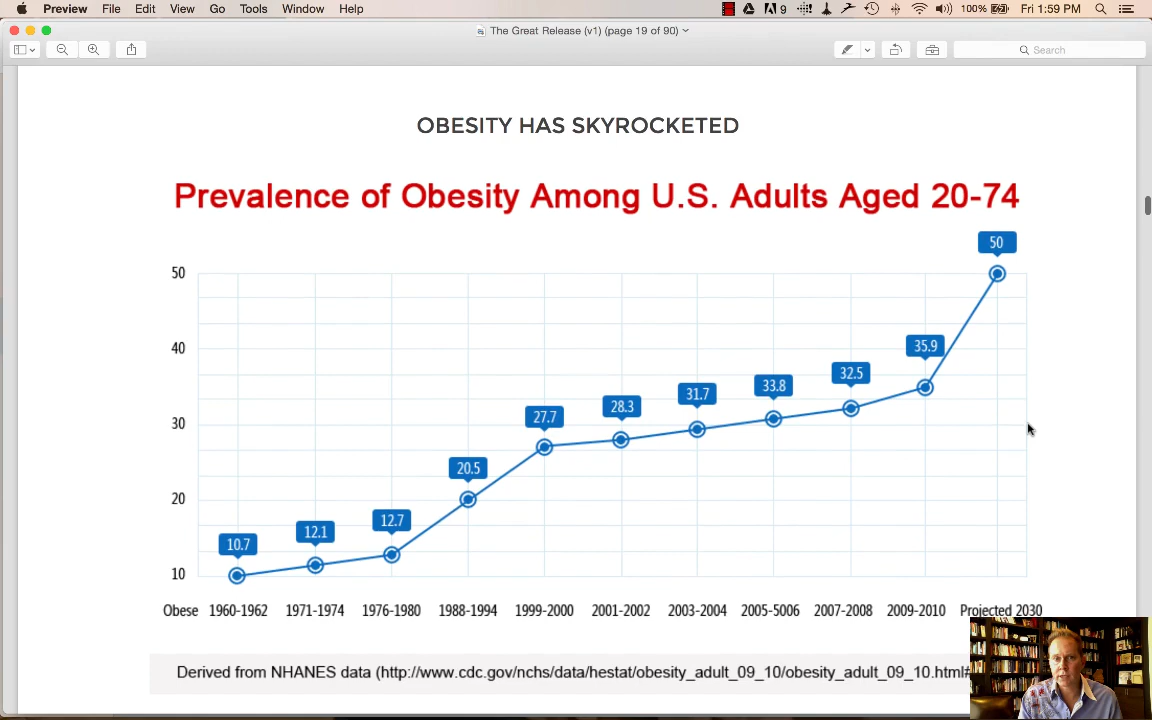 Preview File Edit View Go Tools Window Help 9 100% Fri 1:59 PM
The Great Release (v1) (page 19 of 90)
Search
OBESITY HAS SKYROCKETED
Prevalence of Obesity Among U.S. Adults Aged 20-74
50
50
40
35.9
32.5
33.8
31.7
28.3
27.7
30
20.5
20
12.7
12.1
10.7
10
Obese 1960-1962 1971-1974 1976-1980 1988-1994 1999-2000 2001-2002 2003-2004 2005-5006 2007-2008 2009-2010 Projected 2030
Derived from NHANES data (http://www.cdc.gov/nchs/data/hestat/obesity_adult_09_10/obesity_adult_09_10.html#